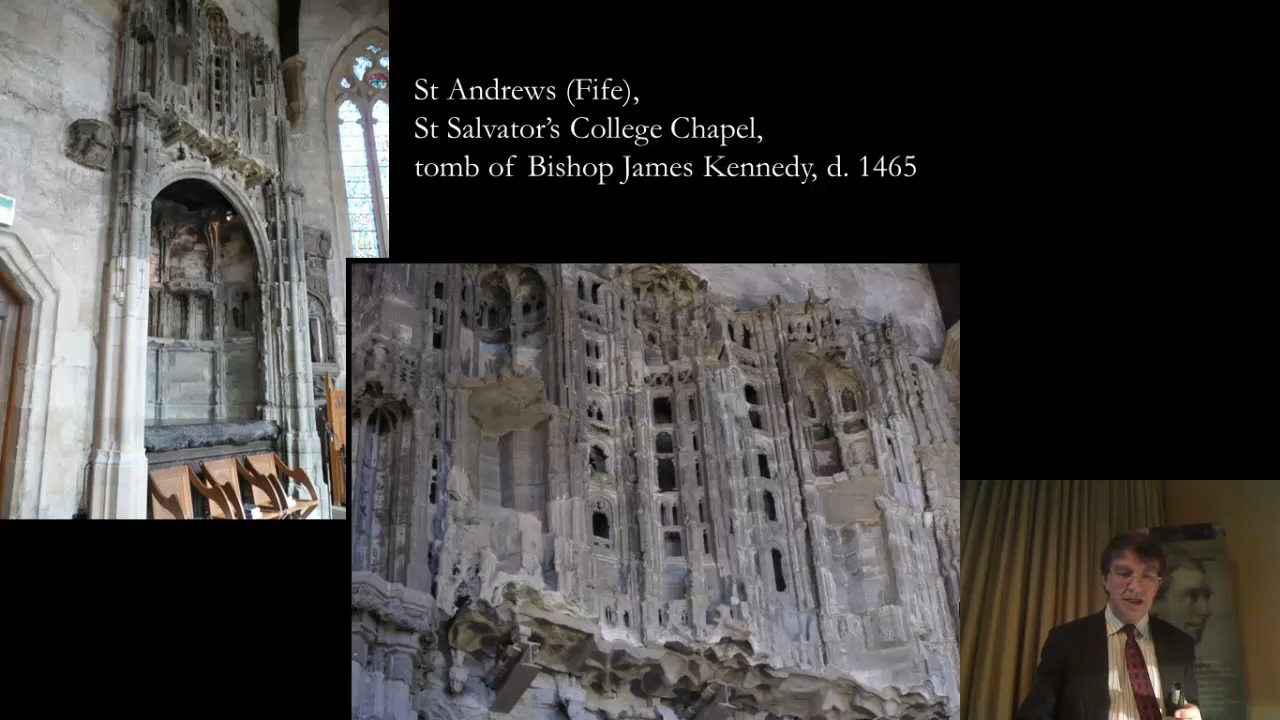 St Andrews (Fife),
St Salvator’s College Chapel,
tomb of Bishop James Kennedy, d. 1465